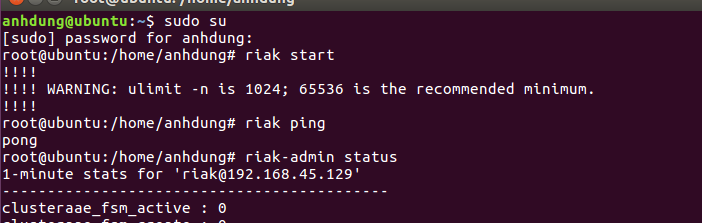 root@ubuntu: /home/anhdung
anhdung@ubuntu:~$ sudo su
[sudo] password for anhdung:
root@ubuntu:/home/anhdung# riak start
!!!!
!!!! WARNING: ulimit -n is 1024; 65536 is the recommended minimum.
!!!!
root@ubuntu:/home/anhdung# riak ping
pong
root@ubuntu:/home/anhdung# riak-admin status
1-minute stats for 'riak@192.168.45.129'
-------------------------------------------
clusteraae_fsm_active : 0